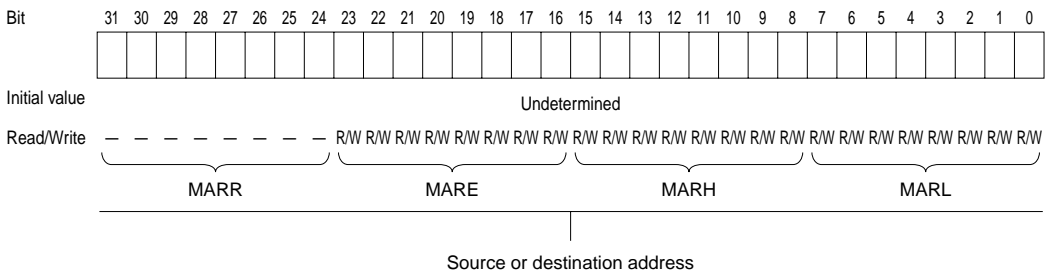 Bit 31 30 29 28 27 26 25 24 23 22 21 20 19 18 17 16 15 14 13 12 11 10 9 8 7 6 5 4 3 2 1 0
Initial value Undetermined
Read/Write — — — — — — — — R/W R/W R/W R/W R/W R/W R/W R/W R/W R/W R/W R/W R/W R/W R/W R/W R/W R/W R/W R/W R/W R/W R/W R/W
MARR MARE MARH MARL
Source or destination address